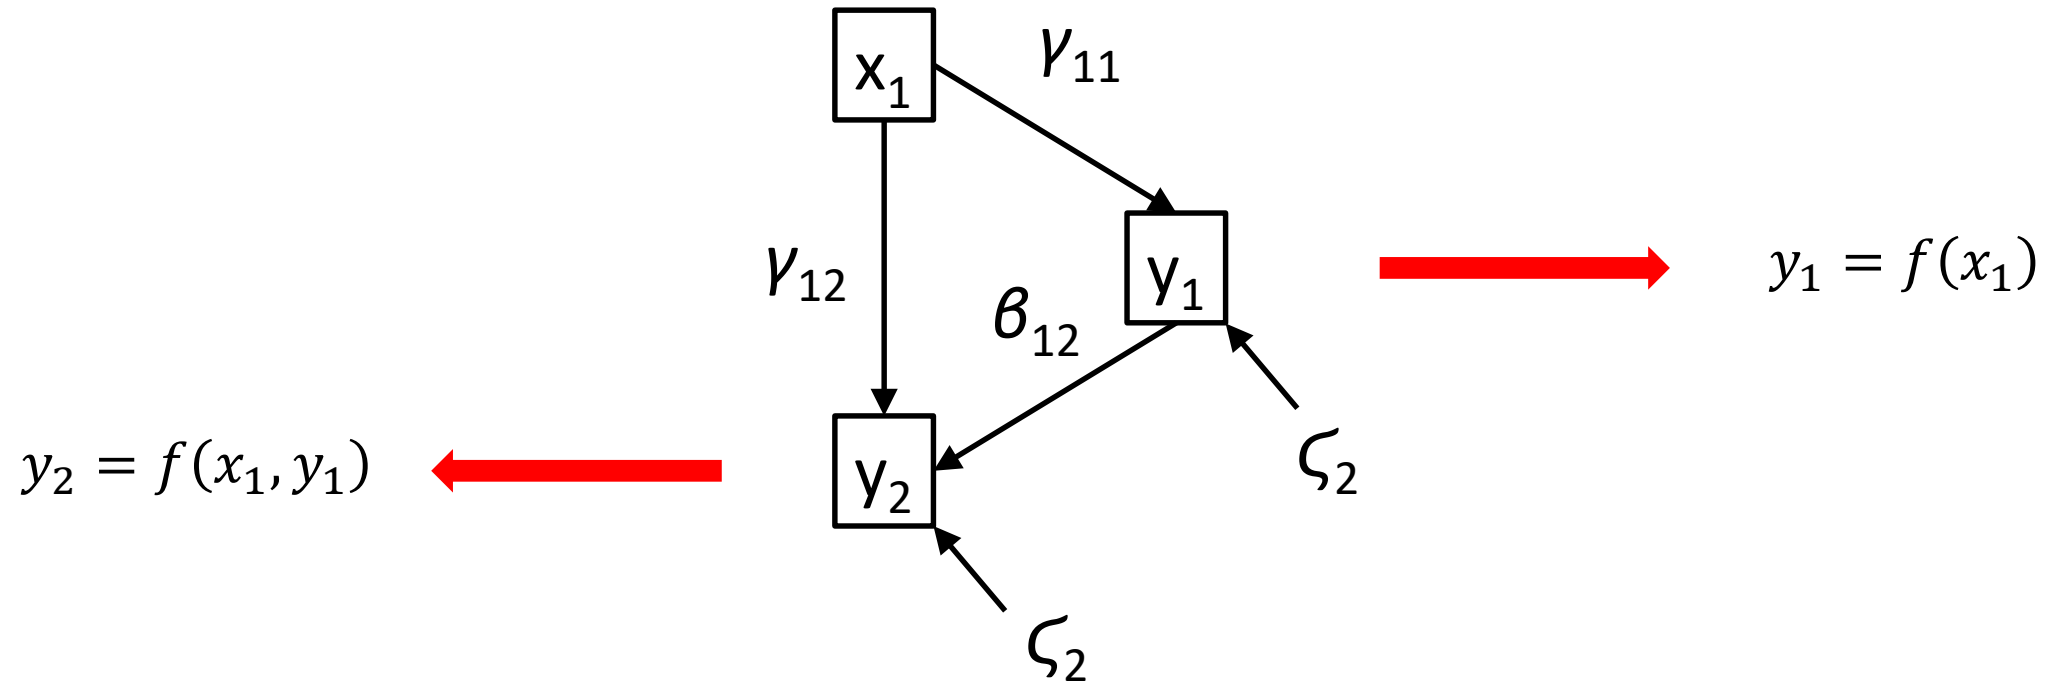 x₁
γ₁₁
γ₁₂
y₁
y₁ = f(x₁)
β₁₂
y₂ = f(x₁, y₁)
y₂
ς₂
ς₂